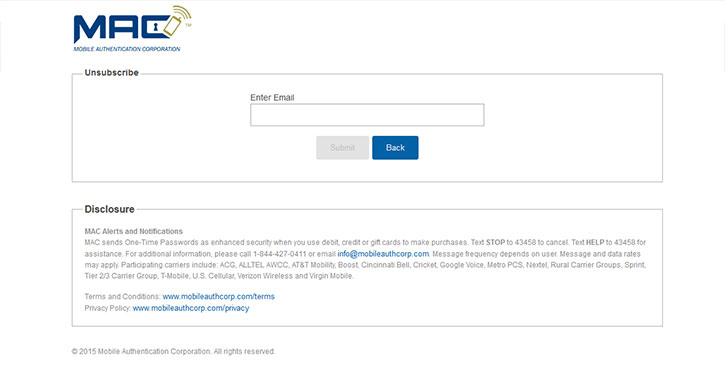 MAC TM
MOBILE AUTHENTICATION CORPORATION
Unsubscribe
Enter Email
Submit Back
Disclosure
MAC Alerts and Notifications
MAC sends One-Time Passwords as enhanced security when you use debit, credit or gift cards to make purchases. Text STOP to 43458 to cancel. Text HELP to 43458 for
assistance. For additional information, please call 1-844-427-0411 or email info@mobileauthcorp.com. Message frequency depends on user. Message and data rates
may apply. Participating carriers include: ACG, ALLTEL AWCC, AT&T Mobility, Boost, Cincinnati Bell, Cricket, Google Voice, Metro PCS, Nextel, Rural Carrier Groups, Sprint,
Tier 2/3 Carrier Group, T-Mobile, U.S. Cellular, Verizon Wireless and Virgin Mobile.
Terms and Conditions: www.mobileauthcorp.com/terms
Privacy Policy: www.mobileauthcorp.com/privacy
© 2015 Mobile Authentication Corporation. All rights reserved.